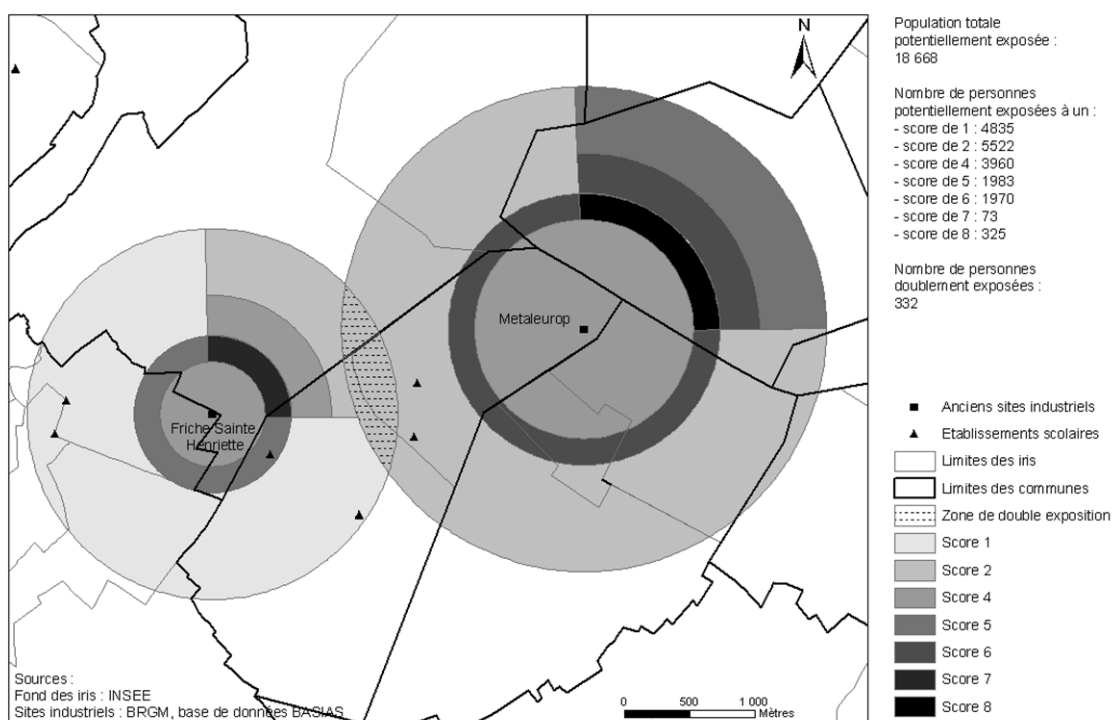 N
Metaleurop
Friche Sainte
Henriette
Sources :
Fond des iris : INSEE
Sites industriels : BRGM, base de données BASIAS
0 500 1 000
Mètres
Population totale
potentiellement exposée :
18 668
Nombre de personnes
potentiellement exposées à un :
- score de 1 : 4835
- score de 2 : 5522
- score de 4 : 3960
- score de 5 : 1983
- score de 6 : 1970
- score de 7 : 73
- score de 8 : 325
Nombre de personnes
doublement exposées :
332
Anciens sites industriels
Etablissements scolaires
Limites des iris
Limites des communes
Zone de double exposition
Score 1
Score 2
Score 4
Score 5
Score 6
Score 7
Score 8